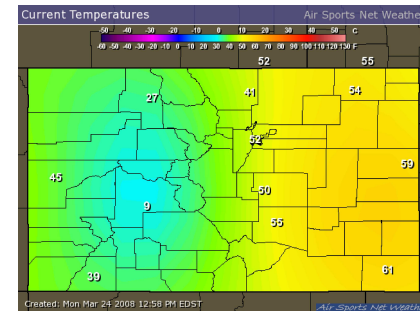 Current Temperatures Air Sports Net Weathe
-50 -40 -30 -20 -10 0 10 20 30 40 50 C
-60 -50 -40 -30 -20 -10 0 10 20 30 40 50 60 70 80 90 100 110 120 130 F
52 55
27 41 54
52
59
45
50
9
55
61
39
Created: Mon Mar 24 2008 12:58 PM EDST
Air Sports Net Weath